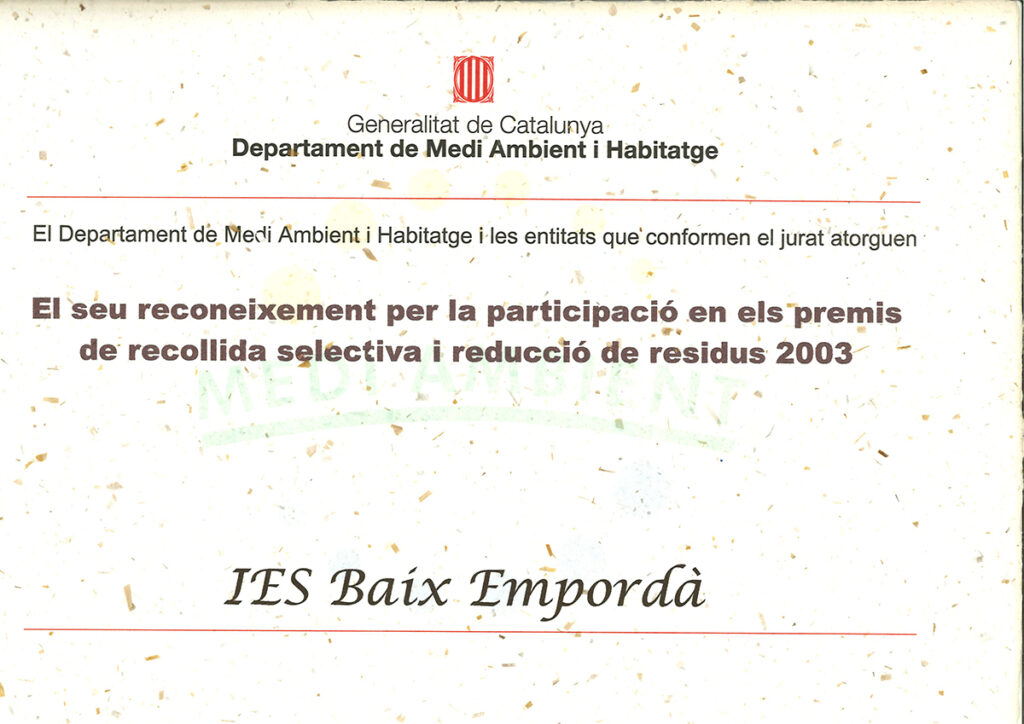 Generalitat de Catalunya
Departament de Medi Ambient i Habitatge
El Departament de Medi Ambient i Habitatge i les entitats que conformen el jurat atorguen
El seu reconeixement per la participació en els premis
de recollida selectiva i reducció de residus 2003
MEDI AMBIENT
IES Baix Empordà